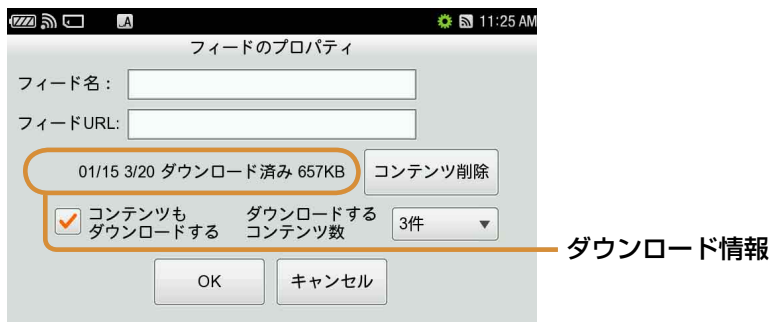 A 11:25 AM
フィードのプロパティ
フィード名：
フィードURL:
01/15 3/20 ダウンロード済み 657KB コンテンツ削除
コンテンツも
ダウンロードする
ダウンロードする
コンテンツ数
3件
ダウンロード情報
OK キャンセル